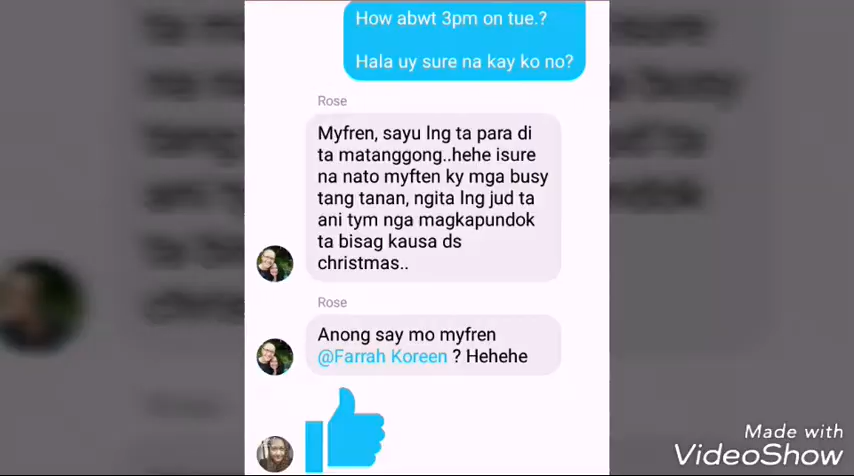 How abwt 3pm on tue.?
Hala uy sure na kay ko no?
Rose
Myfren, sayu lng ta para di
ta matanggong..hehe isure
na nato myften ky mga busy
tang tanan, ngita lng jud ta
ani tym nga magkapundok
ta bisag kausa ds
christmas..
Rose
Anong say mo myfren
@Farrah Koreen ? Hehehe
Made with
VideoShow